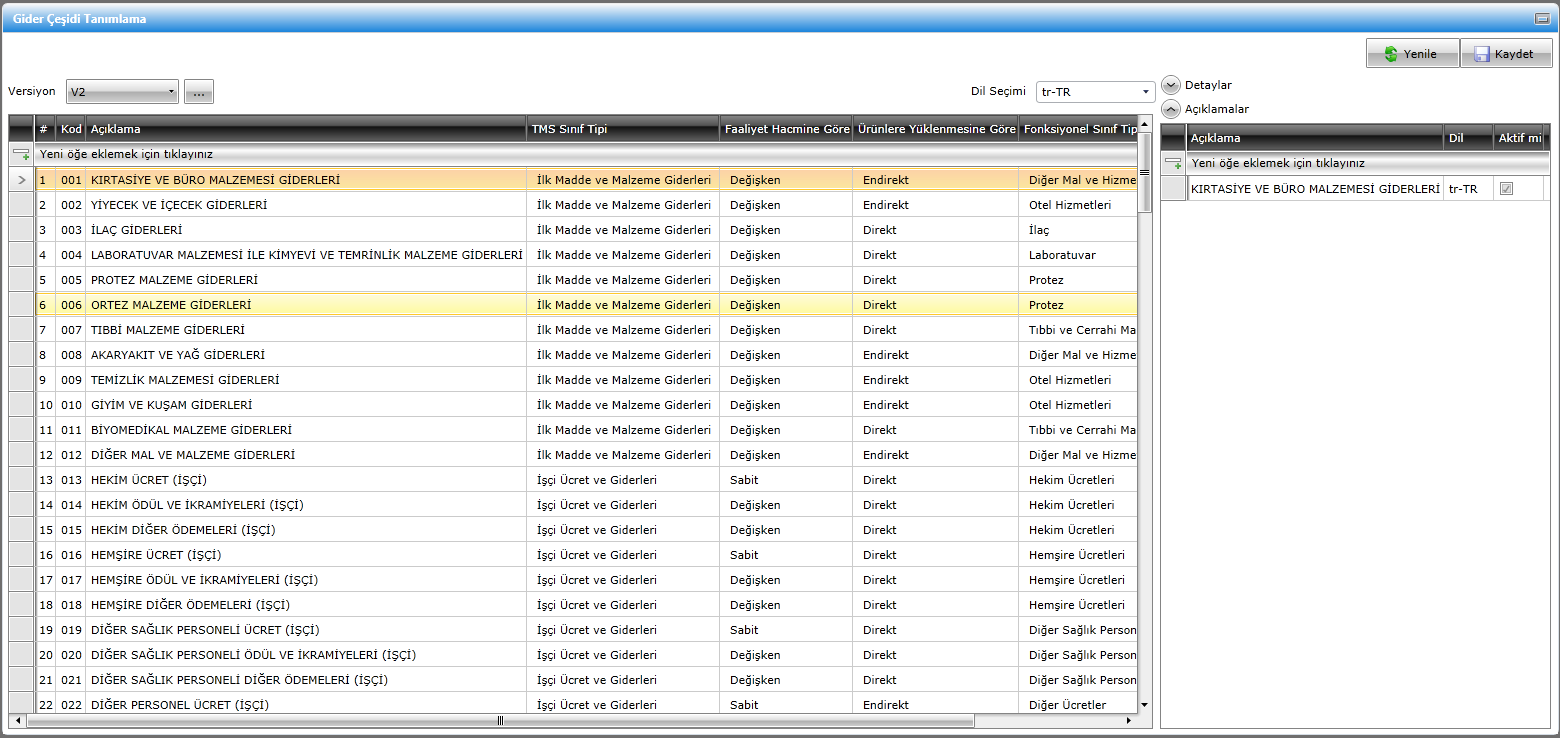 Gider Çeşidi Tanımlama
Yenile Kaydet
Versiyon V2 ... Dil Seçimi tr-TR Detaylar
Açıklamalar
# Kod Açıklama TMS Sınıf Tipi Faaliyet Hacmine Göre Ürünlere Yüklenmesine Göre Fonksiyonel Sınıf Tip
Yeni öğe eklemek için tıklayınız
1 001 KIRTASİYE VE BÜRO MALZEMESİ GİDERLERİ İlk Madde ve Malzeme Giderleri Değişken Endirekt Diğer Mal ve Hizme
2 002 YİYECEK VE İÇECEK GİDERLERİ İlk Madde ve Malzeme Giderleri Değişken Endirekt Otel Hizmetleri
3 003 İLAÇ GİDERLERİ İlk Madde ve Malzeme Giderleri Değişken Direkt İlaç
4 004 LABORATUVAR MALZEMESİ İLE KİMYEVİ VE TEMRİNLİK MALZEME GİDERLERİ İlk Madde ve Malzeme Giderleri Değişken Direkt Laboratuvar
5 005 PROTEZ MALZEME GİDERLERİ İlk Madde ve Malzeme Giderleri Değişken Direkt Protez
6 006 ORTEZ MALZEME GİDERLERİ İlk Madde ve Malzeme Giderleri Değişken Direkt Protez
7 007 TIBBİ MALZEME GİDERLERİ İlk Madde ve Malzeme Giderleri Değişken Direkt Tıbbi ve Cerrahi Ma
8 008 AKARYAKIT VE YAĞ GİDERLERİ İlk Madde ve Malzeme Giderleri Değişken Endirekt Diğer Mal ve Hizme
9 009 TEMİZLİK MALZEMESİ GİDERLERİ İlk Madde ve Malzeme Giderleri Değişken Endirekt Otel Hizmetleri
10 010 GİYİM VE KUŞAM GİDERLERİ İlk Madde ve Malzeme Giderleri Değişken Endirekt Otel Hizmetleri
11 011 BİYOMEDİKAL MALZEME GİDERLERİ İlk Madde ve Malzeme Giderleri Değişken Direkt Tıbbi ve Cerrahi Ma
12 012 DİĞER MAL VE MALZEME GİDERLERİ İlk Madde ve Malzeme Giderleri Değişken Endirekt Diğer Mal ve Hizme
13 013 HEKİM ÜCRET (İŞÇİ) İşçi Ücret ve Giderleri Sabit Direkt Hekim Ücretleri
14 014 HEKİM ÖDÜL VE İKRAMİYELERİ (İŞÇİ) İşçi Ücret ve Giderleri Değişken Direkt Hekim Ücretleri
15 015 HEKİM DİĞER ÖDEMELERİ (İŞÇİ) İşçi Ücret ve Giderleri Değişken Direkt Hekim Ücretleri
16 016 HEMŞİRE ÜCRET (İŞÇİ) İşçi Ücret ve Giderleri Sabit Direkt Hemşire Ücretleri
17 017 HEMŞİRE ÖDÜL VE İKRAMİYELERİ (İŞÇİ) İşçi Ücret ve Giderleri Değişken Direkt Hemşire Ücretleri
18 018 HEMŞİRE DİĞER ÖDEMELERİ (İŞÇİ) İşçi Ücret ve Giderleri Değişken Direkt Hemşire Ücretleri
19 019 DİĞER SAĞLIK PERSONELİ ÜCRET (İŞÇİ) İşçi Ücret ve Giderleri Sabit Direkt Diğer Sağlık Person
20 020 DİĞER SAĞLIK PERSONELİ ÖDÜL VE İKRAMİYELERİ (İŞÇİ) İşçi Ücret ve Giderleri Değişken Direkt Diğer Sağlık Person
21 021 DİĞER SAĞLIK PERSONELİ DİĞER ÖDEMELERİ (İŞÇİ) İşçi Ücret ve Giderleri Değişken Direkt Diğer Sağlık Person
22 022 DİĞER PERSONEL ÜCRET (İŞÇİ) İşçi Ücret ve Giderleri Sabit Endirekt Diğer Ücretler
Açıklama Dil Aktif mi
Yeni öğe eklemek için tıklayınız
KIRTASİYE VE BÜRO MALZEMESİ GİDERLERİ tr-TR